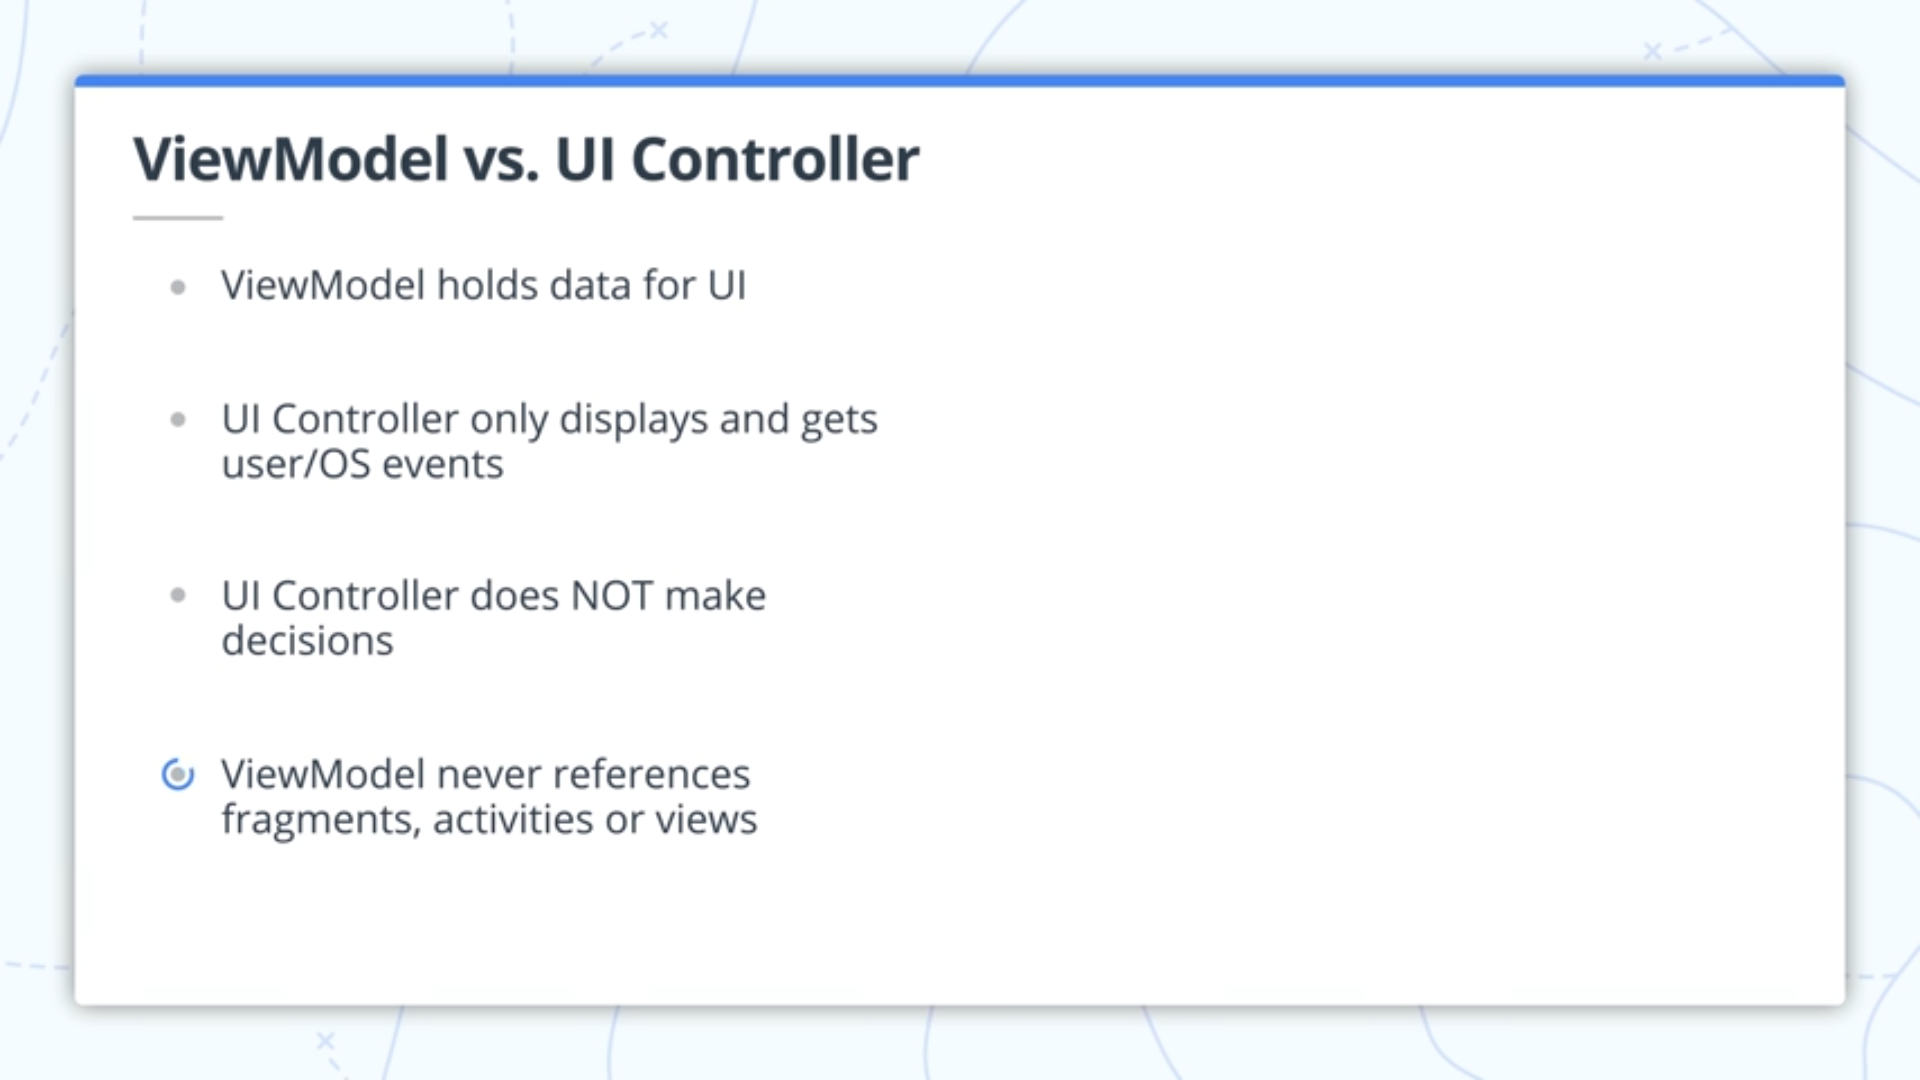 ViewModel vs. UI Controller
ViewModel holds data for UI
UI Controller only displays and gets
user/OS events
UI Controller does NOT make
decisions
ViewModel never references
fragments, activities or views